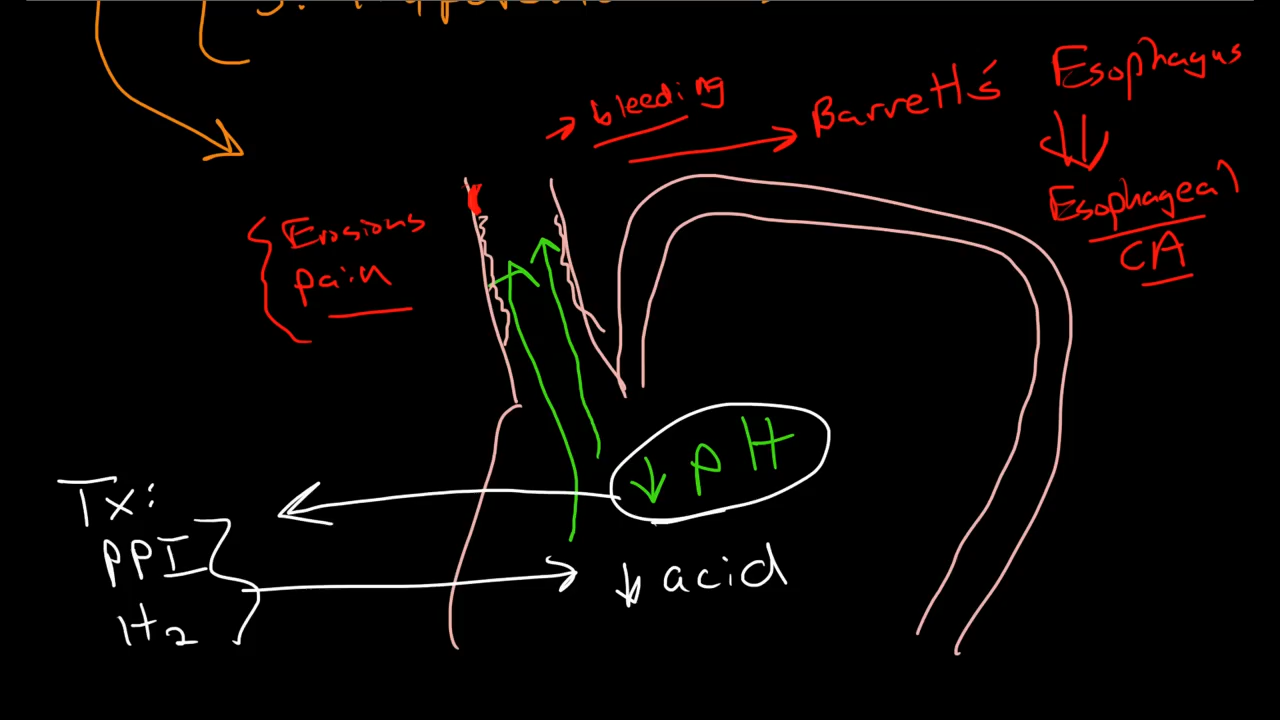 → bleeding
→ Barrett's Esophagus
Esophageal
CA
Erosions
pain
↓ pH
Tx:
PPI
H2
↓ acid